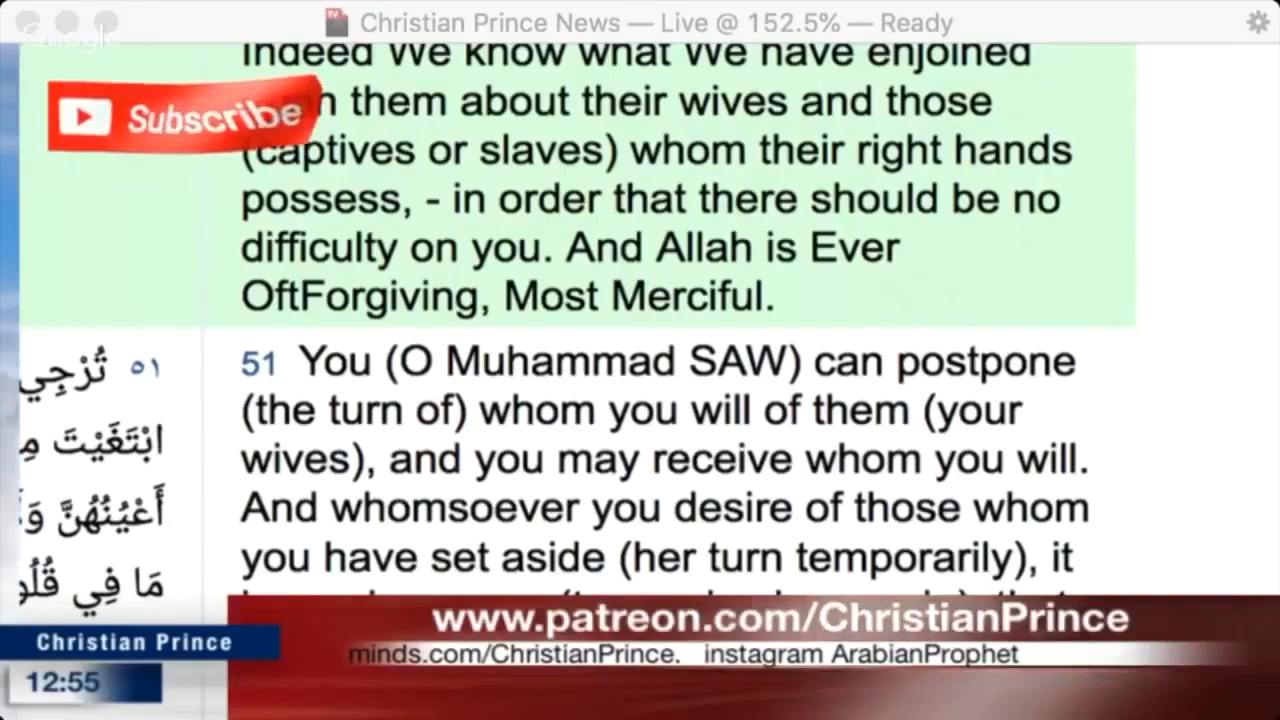 Christian Prince News — Live @ 152.5% — Ready
Google
Indeed We know what We have enjoined
Subscribe
them about their wives and those
(captives or slaves) whom their right hands
possess, - in order that there should be no
difficulty on you. And Allah is Ever
OftForgiving, Most Merciful.
٥١ تُرْجِي
ابْتَغَيْتَ مِ
أَعْيُنُهُنَّ وَ
مَا فِي قُلُو
51 You (O Muhammad SAW) can postpone
(the turn of) whom you will of them (your
wives), and you may receive whom you will.
And whomsoever you desire of those whom
you have set aside (her turn temporarily), it
www.patreon.com/ChristianPrince
Christian Prince
minds.com/ChristianPrince. instagram ArabianProphet
12:55